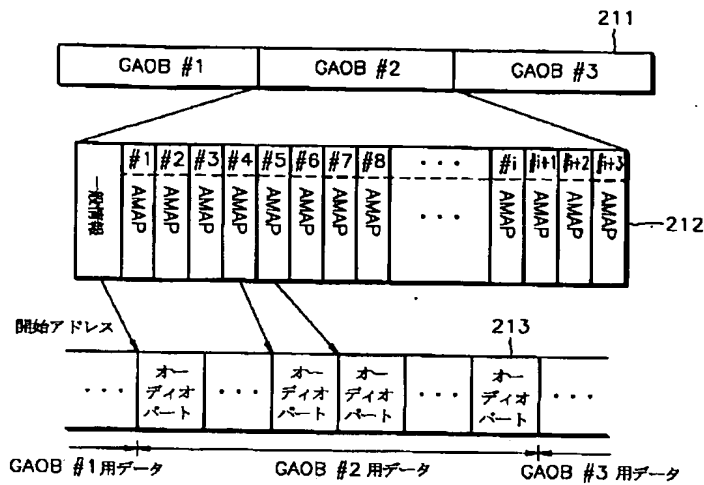 211
GAOB #1 GAOB #2 GAOB #3
#1 #2 #3 #4 #5 #6 #7 #8 · · · #i #i+1 #i+2 #i+3
一般情報 AMAP AMAP AMAP AMAP AMAP AMAP AMAP AMAP · · · AMAP AMAP AMAP AMAP
212
開始アドレス
213
· · · オーディオパート · · · オーディオパート オーディオパート · · · オーディオパート · · ·
GAOB #1用データ GAOB #2用データ GAOB #3用データ